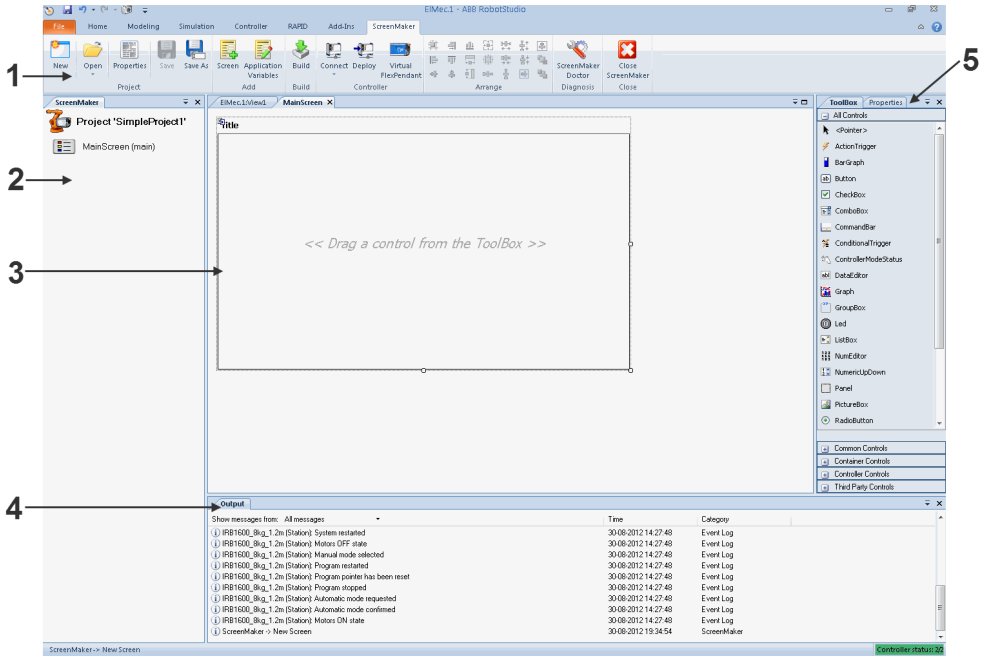 ElMec.1 - ABB RobotStudio
File Home Modeling Simulation Controller RAPID Add-Ins ScreenMaker
New Open Properties Save Save As Screen Application Variables Build Connect Deploy Virtual FlexPendant ScreenMaker Doctor Close ScreenMaker
Project Add Build Controller Arrange Diagnosis Close
1
5
ScreenMaker
Project 'SimpleProject1'
MainScreen (main)
2
ElMec.1:View1 MainScreen
Title
<< Drag a control from the ToolBox >>
3
ToolBox Properties
All Controls
<Pointer>
ActionTrigger
BarGraph
Button
CheckBox
ComboBox
CommandBar
ConditionalTrigger
ControllerModeStatus
DataEditor
Graph
GroupBox
Led
ListBox
NumEditor
NumericUpDown
Panel
PictureBox
RadioButton
Common Controls
Container Controls
Controller Controls
Third Party Controls
4
Output
Show messages from: All messages Time Category
IRB1600_8kg_1.2m (Station): System restarted 30-08-2012 14:27:48 Event Log
IRB1600_8kg_1.2m (Station): Motors OFF state 30-08-2012 14:27:48 Event Log
IRB1600_8kg_1.2m (Station): Manual mode selected 30-08-2012 14:27:48 Event Log
IRB1600_8kg_1.2m (Station): Program restarted 30-08-2012 14:27:48 Event Log
IRB1600_8kg_1.2m (Station): Program pointer has been reset 30-08-2012 14:27:48 Event Log
IRB1600_8kg_1.2m (Station): Program stopped 30-08-2012 14:27:48 Event Log
IRB1600_8kg_1.2m (Station): Automatic mode requested 30-08-2012 14:27:48 Event Log
IRB1600_8kg_1.2m (Station): Automatic mode confirmed 30-08-2012 14:27:48 Event Log
IRB1600_8kg_1.2m (Station): Motors ON state 30-08-2012 14:27:48 Event Log
ScreenMaker -> New Screen 30-08-2012 19:34:54 ScreenMaker
ScreenMaker-> New Screen Controller status: 2/2